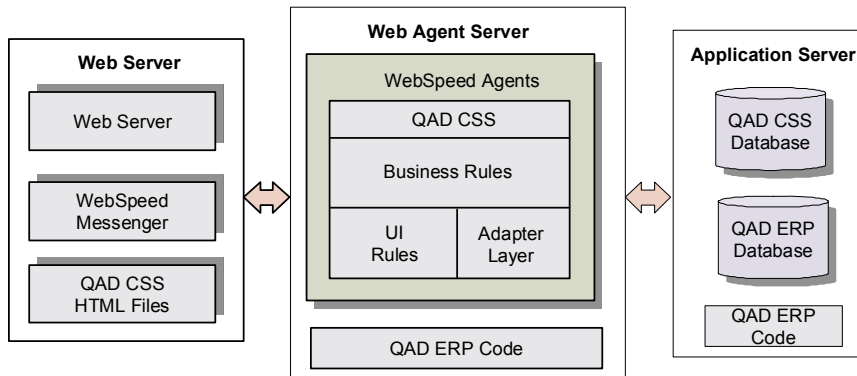 Web Server
Web Server
WebSpeed
Messenger
QAD CSS
HTML Files
Web Agent Server
WebSpeed Agents
QAD CSS
Business Rules
UI
Rules
Adapter
Layer
QAD ERP Code
Application Server
QAD CSS
Database
QAD ERP
Database
QAD ERP
Code